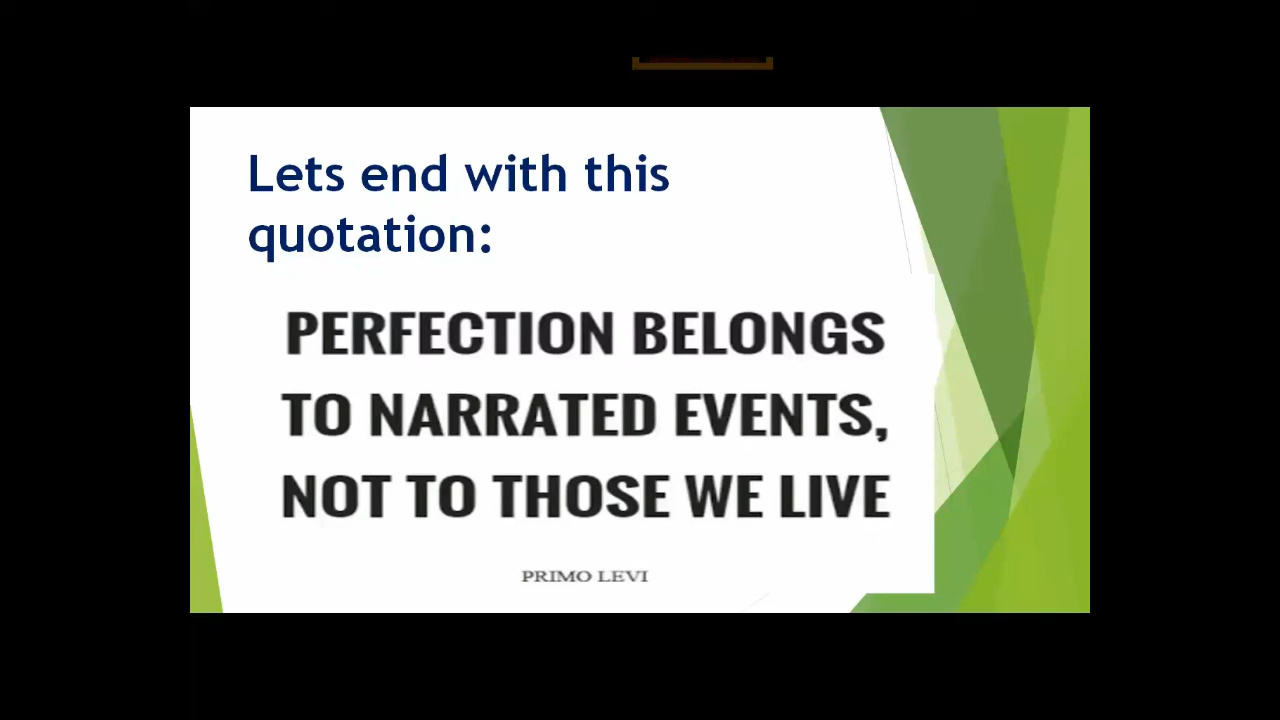 Lets end with this
quotation:
PERFECTION BELONGS
TO NARRATED EVENTS,
NOT TO THOSE WE LIVE
PRIMO LEVI